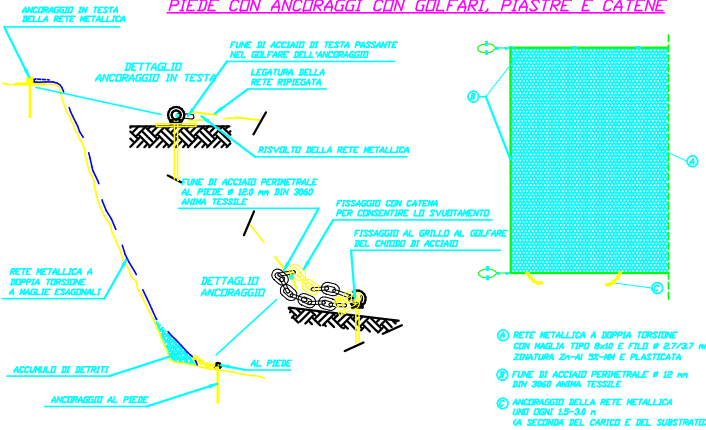 PIEDE CON ANCORAGGI CON GOLFARI, PIASTRE E CATENE
ANCORAGGIO IN TESTA
DELLA RETE METALLICA
DETTAGLIO
ANCORAGGIO IN TESTA
FUNE DI ACCIAIO DI TESTA PASSANTE
NEL GOLFARE DELL'ANCORAGGIO
LEGATURA DELLA
RETE RIPIEGATA
RISVOLTO DELLA RETE METALLICA
FUNE DI ACCIAIO PERIMETRALE
AL PIEDE ø 12.0 mm DIN 3060
ANIMA TESSILE
FISSAGGIO CON CATENA
PER CONSENTIRE LO SVUOTAMENTO
FISSAGGIO AL GRILLO AL GOLFARE
DEL CHIODO DI ACCIAIO
RETE METALLICA A
DOPPIA TORSIONE
A MAGLIE ESAGONALI
DETTAGLIO
ANCORAGGIO
AL PIEDE
ACCUMULO DI DETRITI
ANCORAGGIO AL PIEDE
B
A
C
A RETE METALLICA A DOPPIA TORSIONE
CON MAGLIA TIPO 8x10 E FILO ø 2.7/3.7 m
ZINATURA Zn-Al 5%-MM E PLASTICATA
B FUNE DI ACCIAIO PERIMETRALE ø 12 mm
DIN 3060 ANIMA TESSILE
C ANCORAGGIO DELLA RETE METALLICA
UNO OGNI 1.5-3.0 m
(A SECONDA DEL CARICO E DEL SUBSTRATO)